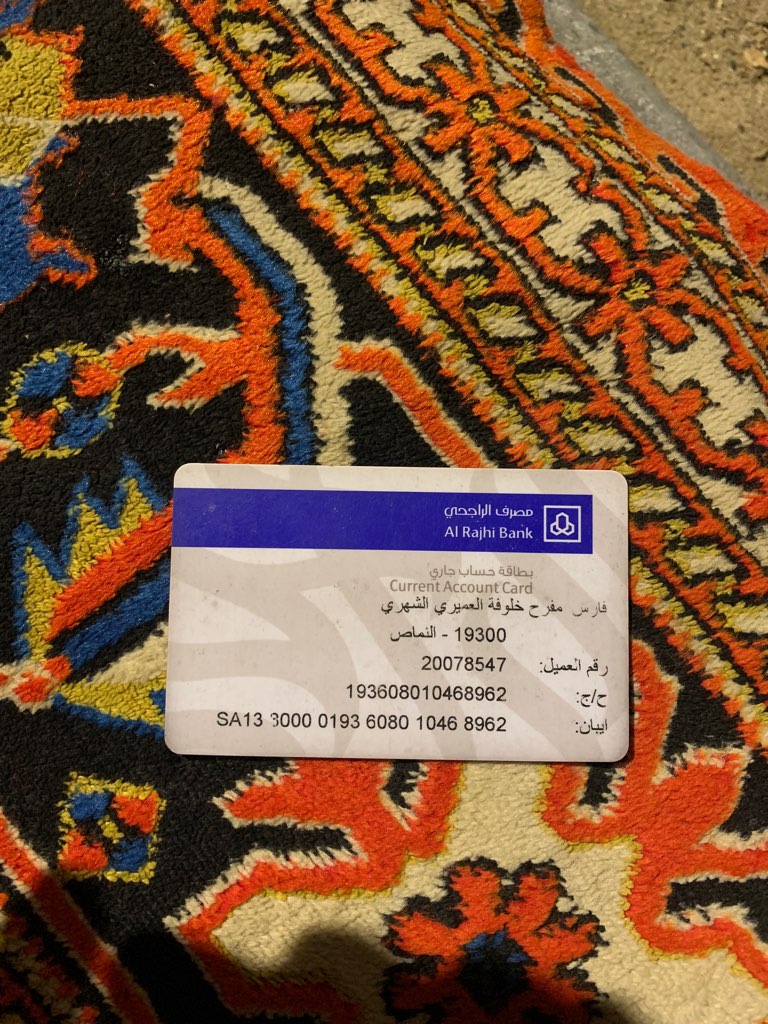 مصرف الراجحي
Al Rajhi Bank
بطاقة حساب جاري
Current Account Card
فارس مفرح خلوفة العميري الشهري
19300 - النماص
رقم العميل: 20078547
ح/ج: 193608010468962
ايبان: SA13 8000 0193 6080 1046 8962